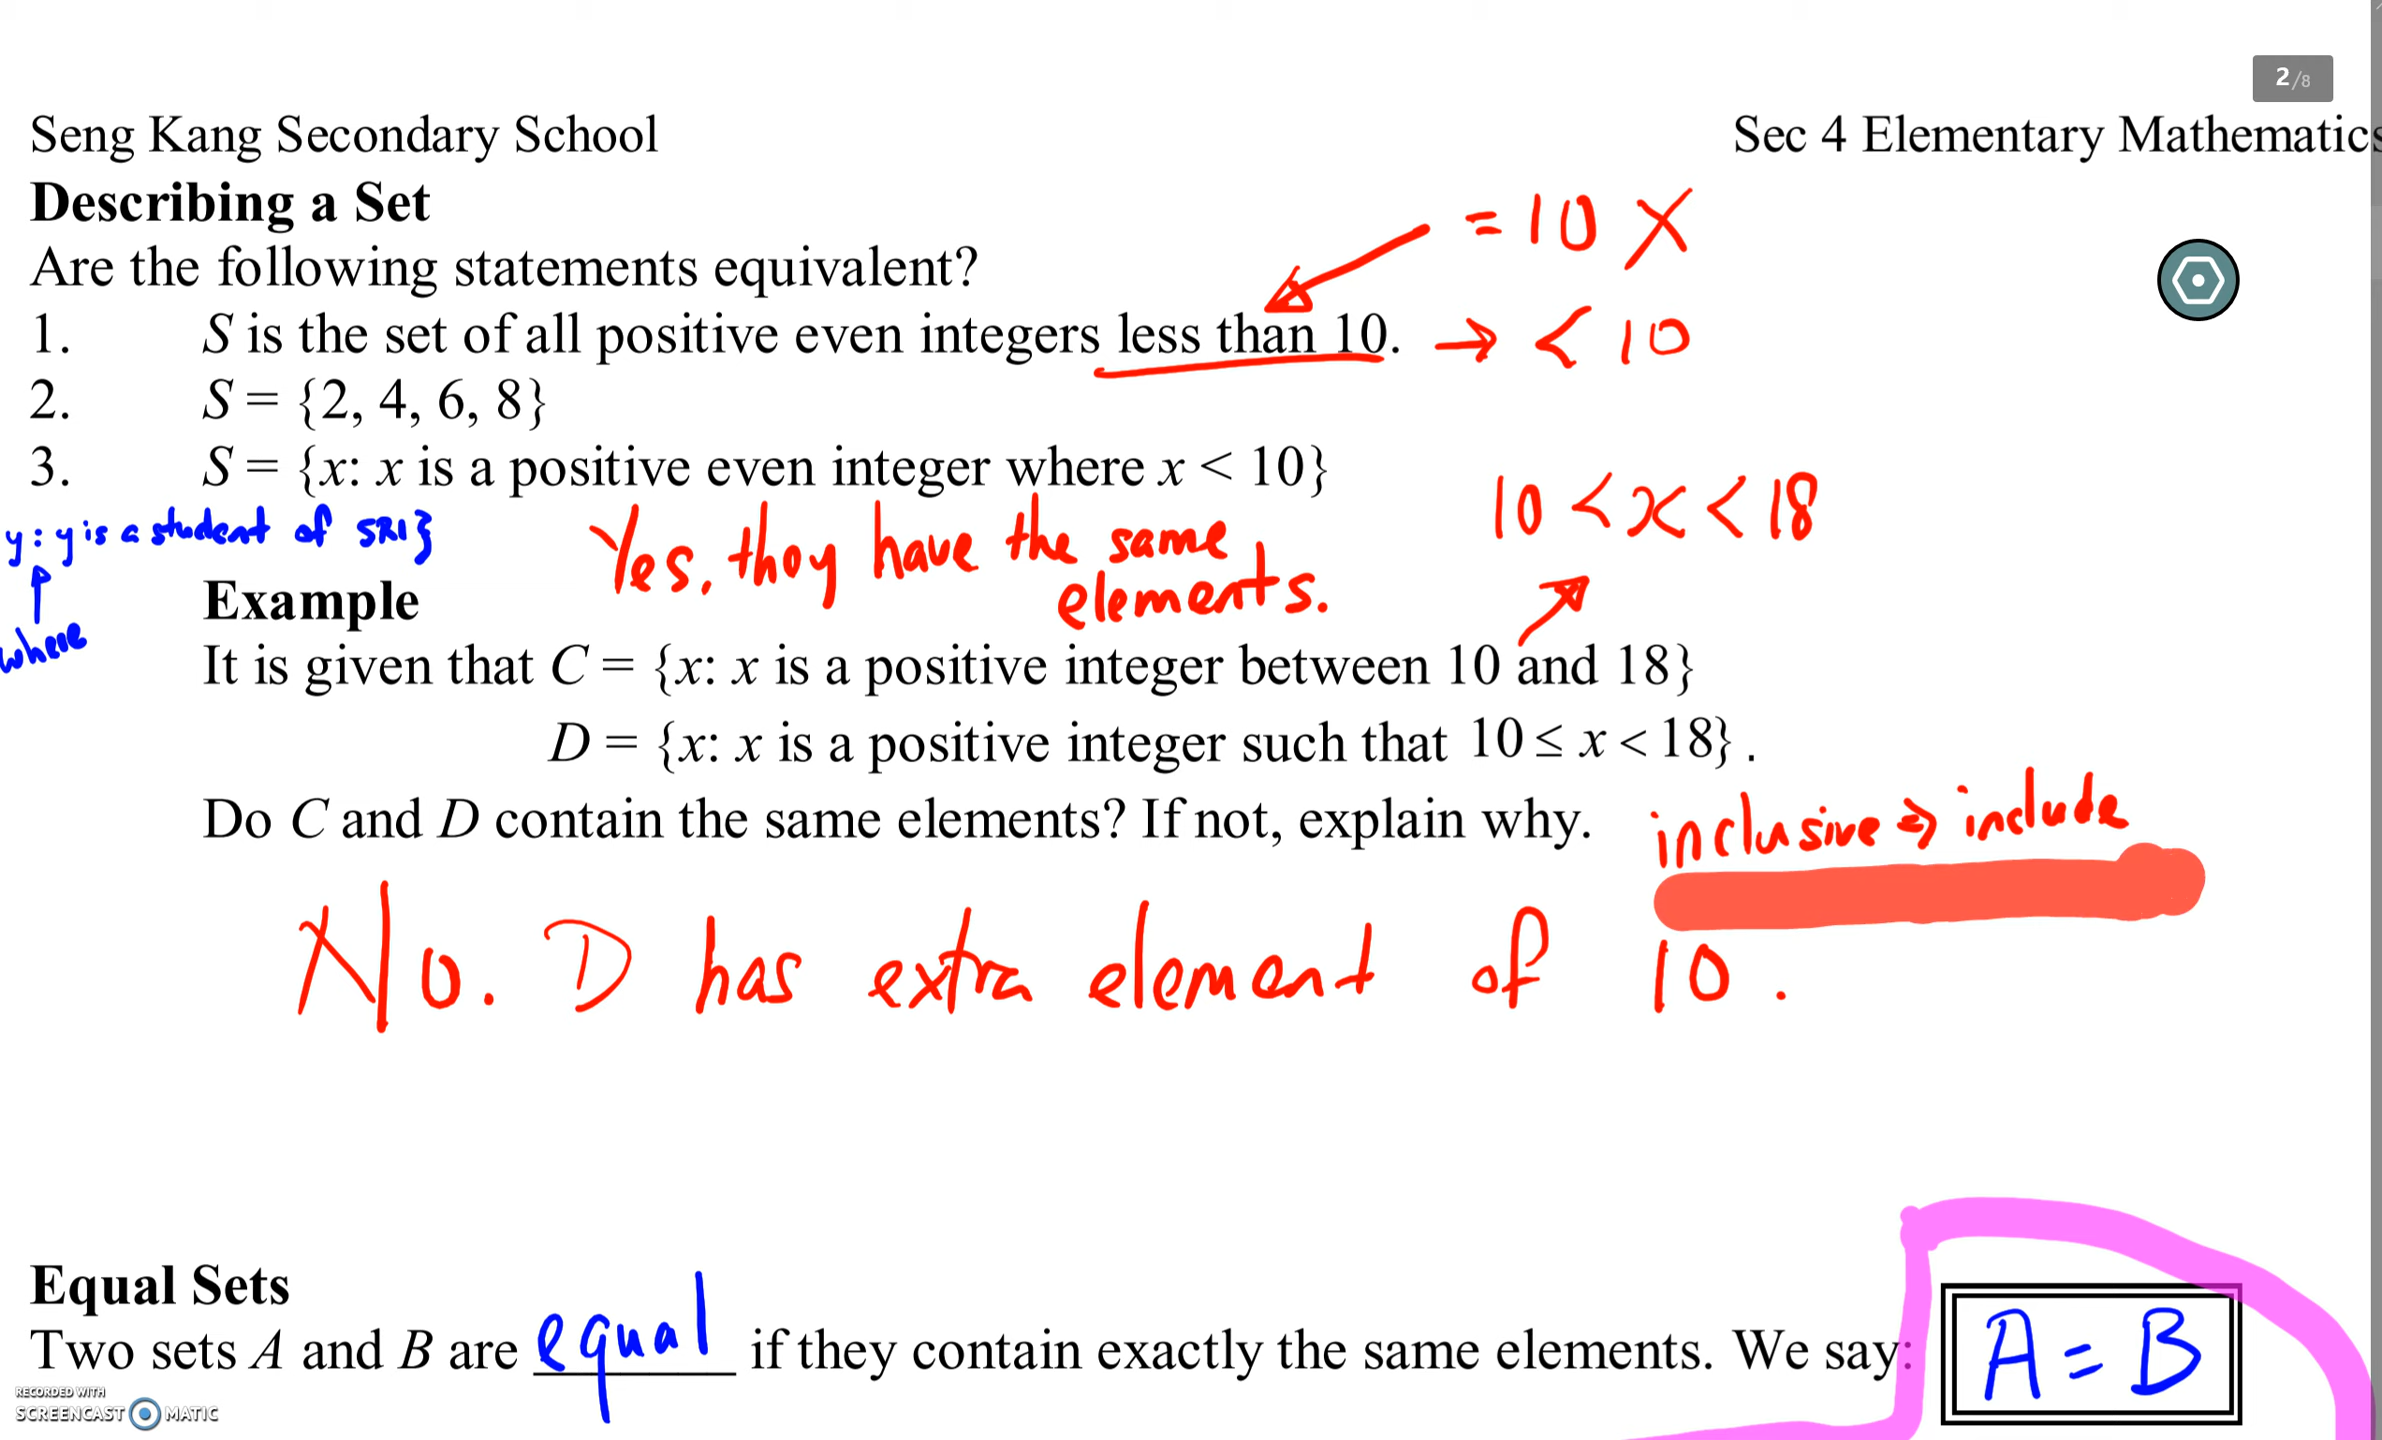 2/8
Seng Kang Secondary School
Sec 4 Elementary Mathematics
Describing a Set
= 10 X
Are the following statements equivalent?
1. S is the set of all positive even integers less than 10. → < 10
2. S = {2, 4, 6, 8}
3. S = {x: x is a positive even integer where x < 10}
y : y is a student of SR1}
where
Yes, they have the same
elements.
10 < x < 18
Example
It is given that C = {x: x is a positive integer between 10 and 18}
D = {x: x is a positive integer such that 10 ≤ x < 18} .
Do C and D contain the same elements? If not, explain why.
inclusive ⇒ include
No. D has extra element of 10.
Equal Sets
Two sets A and B are equal if they contain exactly the same elements. We say: A = B
RECORDED WITH
SCREENCAST MATIC